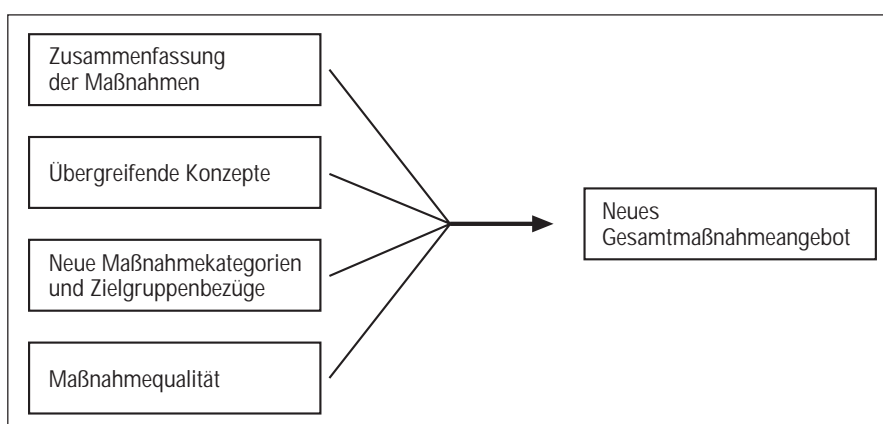 Zusammenfassung
der Maßnahmen
Übergreifende Konzepte
Neue Maßnahmekategorien
und Zielgruppenbezüge
Maßnahmequalität
Neues
Gesamtmaßnahmeangebot